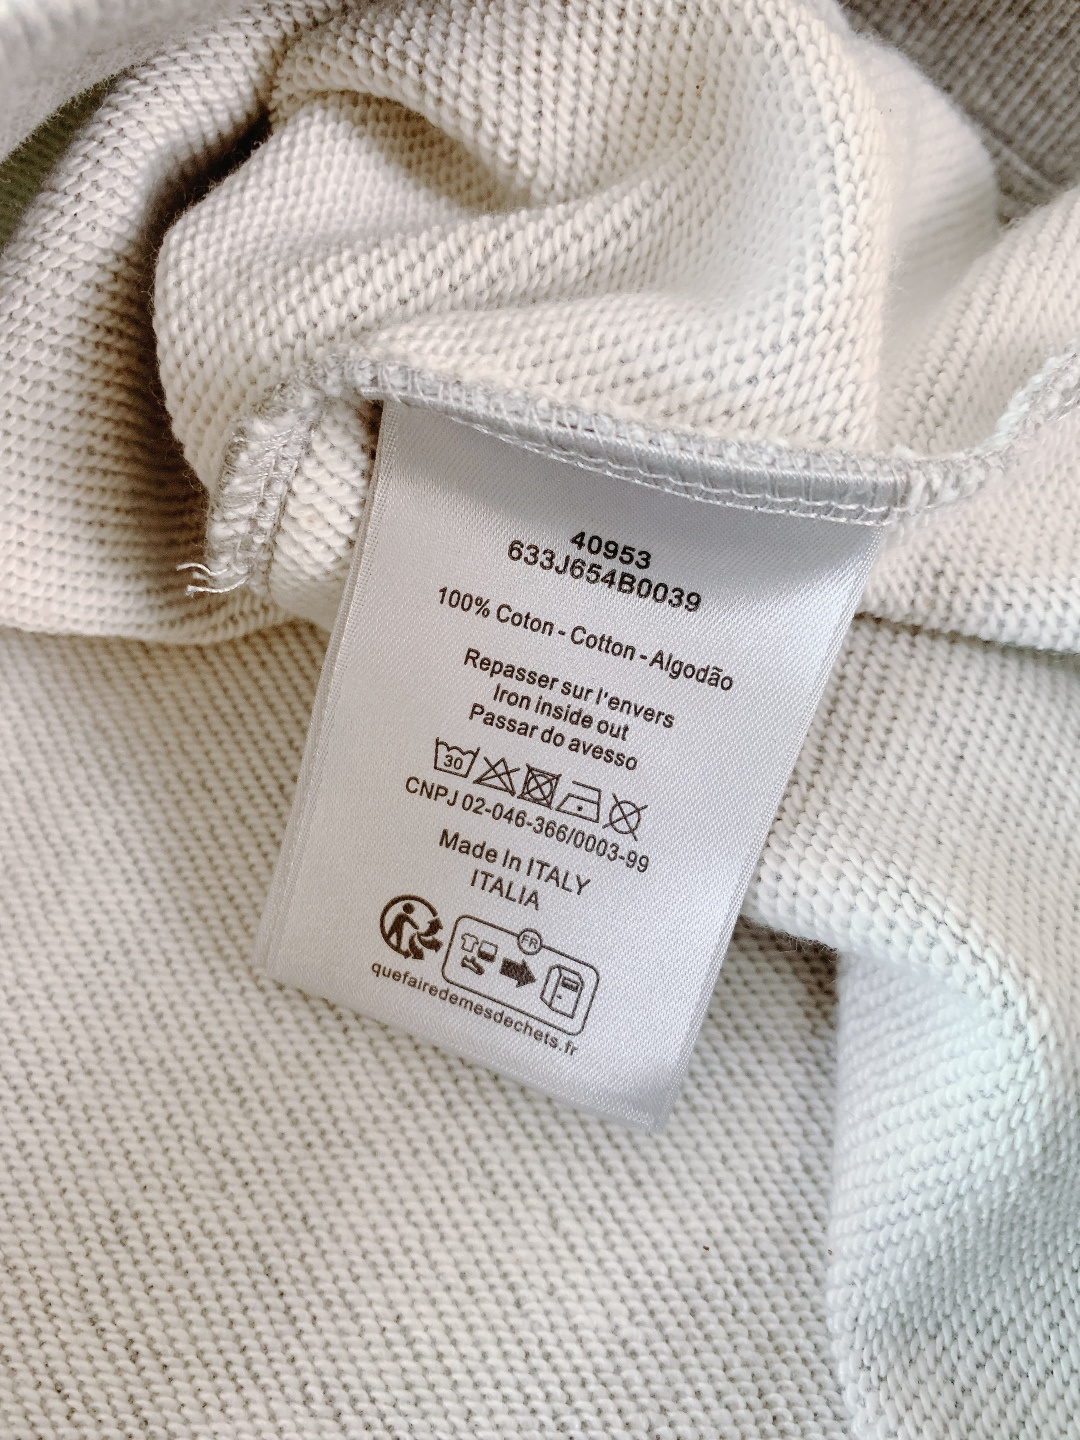 40953
633J654B0039
100% Coton - Cotton - Algodão
Repasser sur l'envers
Iron inside out
Passar do avesso
30
CNPJ 02-046-366/0003-99
Made In ITALY
ITALIA
FR
quefairedemesdechets.fr